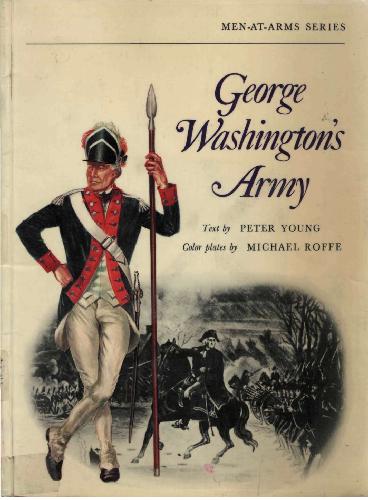 MEN-AT-ARMS SERIES
George
Washington's
Army
Text by PETER YOUNG
Color plates by MICHAEL ROFFE